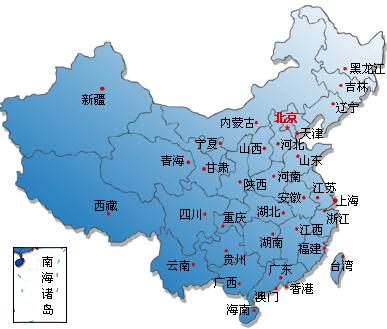 黑龙江
吉林
新疆
辽宁
内蒙古
北京
天津
宁夏
山西
河北
青海
甘肃
山东
陕西
河南
西藏
四川
安徽
江苏
上海
湖北
重庆
浙江
江西
湖南
福建
贵州
云南
台湾
广东
广西
香港
澳门
海南
南
海
诸
岛